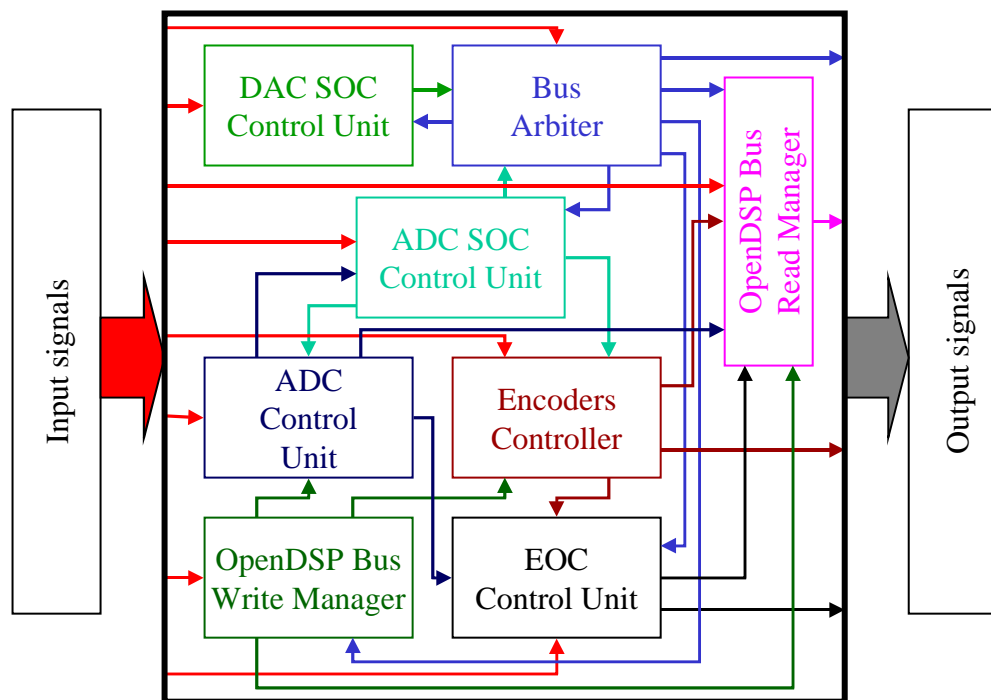 DAC SOC
Control Unit
Bus
Arbiter
OpenDSP Bus
Read Manager
ADC SOC
Control Unit
Input signals
Output signals
ADC
Control
Unit
Encoders
Controller
OpenDSP Bus
Write Manager
EOC
Control Unit